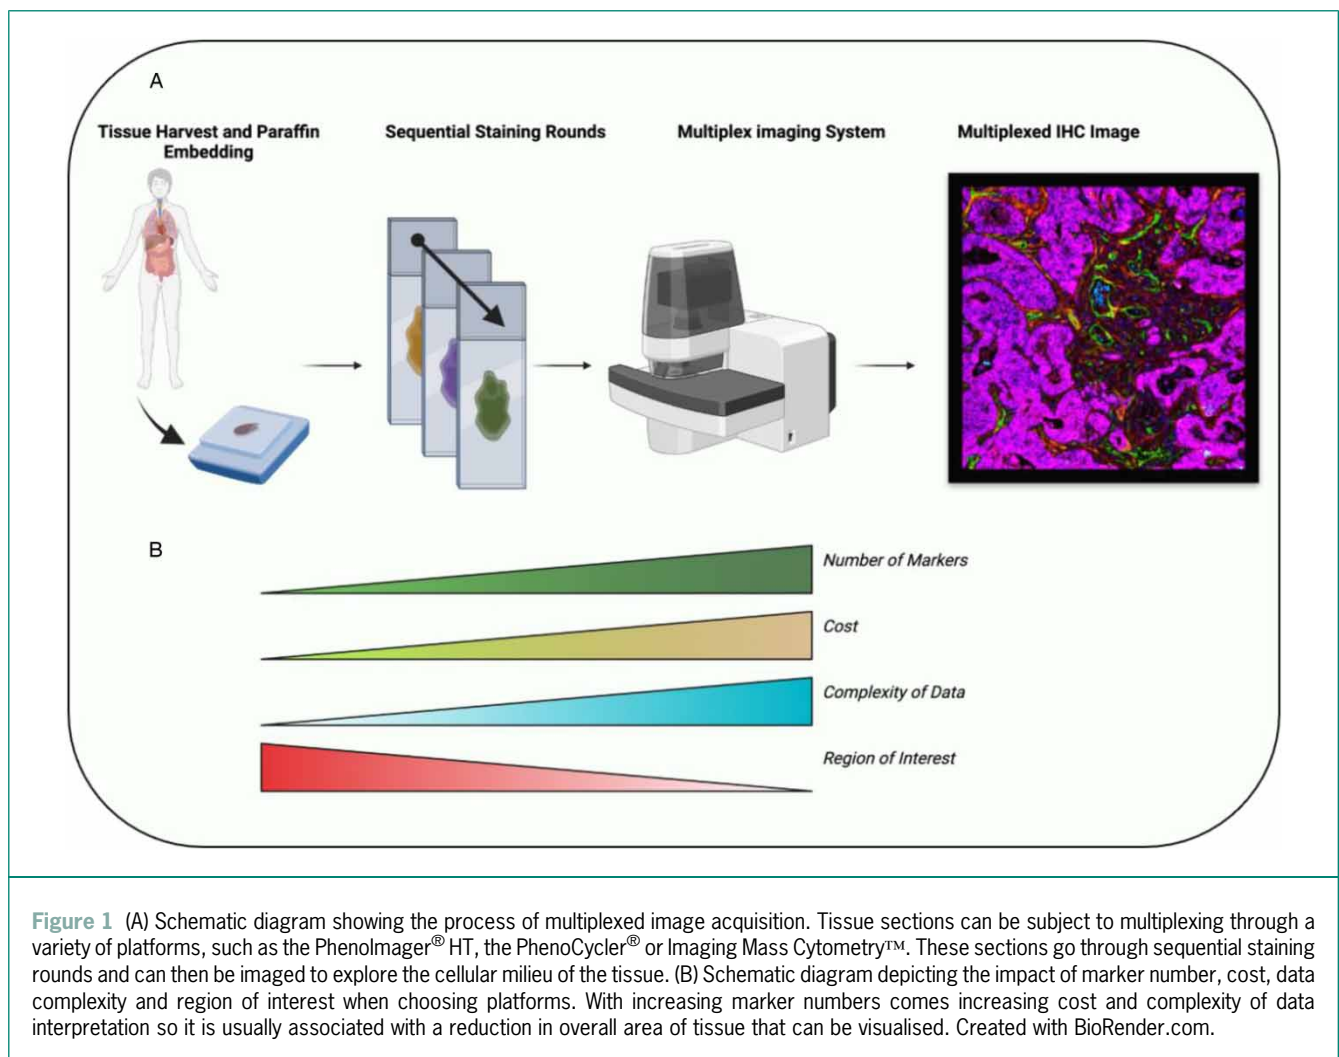 A
Tissue Harvest and Paraffin
Embedding
Sequential Staining Rounds
Multiplex imaging System
Multiplexed IHC Image
B
Number of Markers
Cost
Complexity of Data
Region of Interest
Figure 1 (A) Schematic diagram showing the process of multiplexed image acquisition. Tissue sections can be subject to multiplexing through a
variety of platforms, such as the PhenoImager® HT, the PhenoCycler® or Imaging Mass Cytometry™. These sections go through sequential staining
rounds and can then be imaged to explore the cellular milieu of the tissue. (B) Schematic diagram depicting the impact of marker number, cost, data
complexity and region of interest when choosing platforms. With increasing marker numbers comes increasing cost and complexity of data
interpretation so it is usually associated with a reduction in overall area of tissue that can be visualised. Created with BioRender.com.